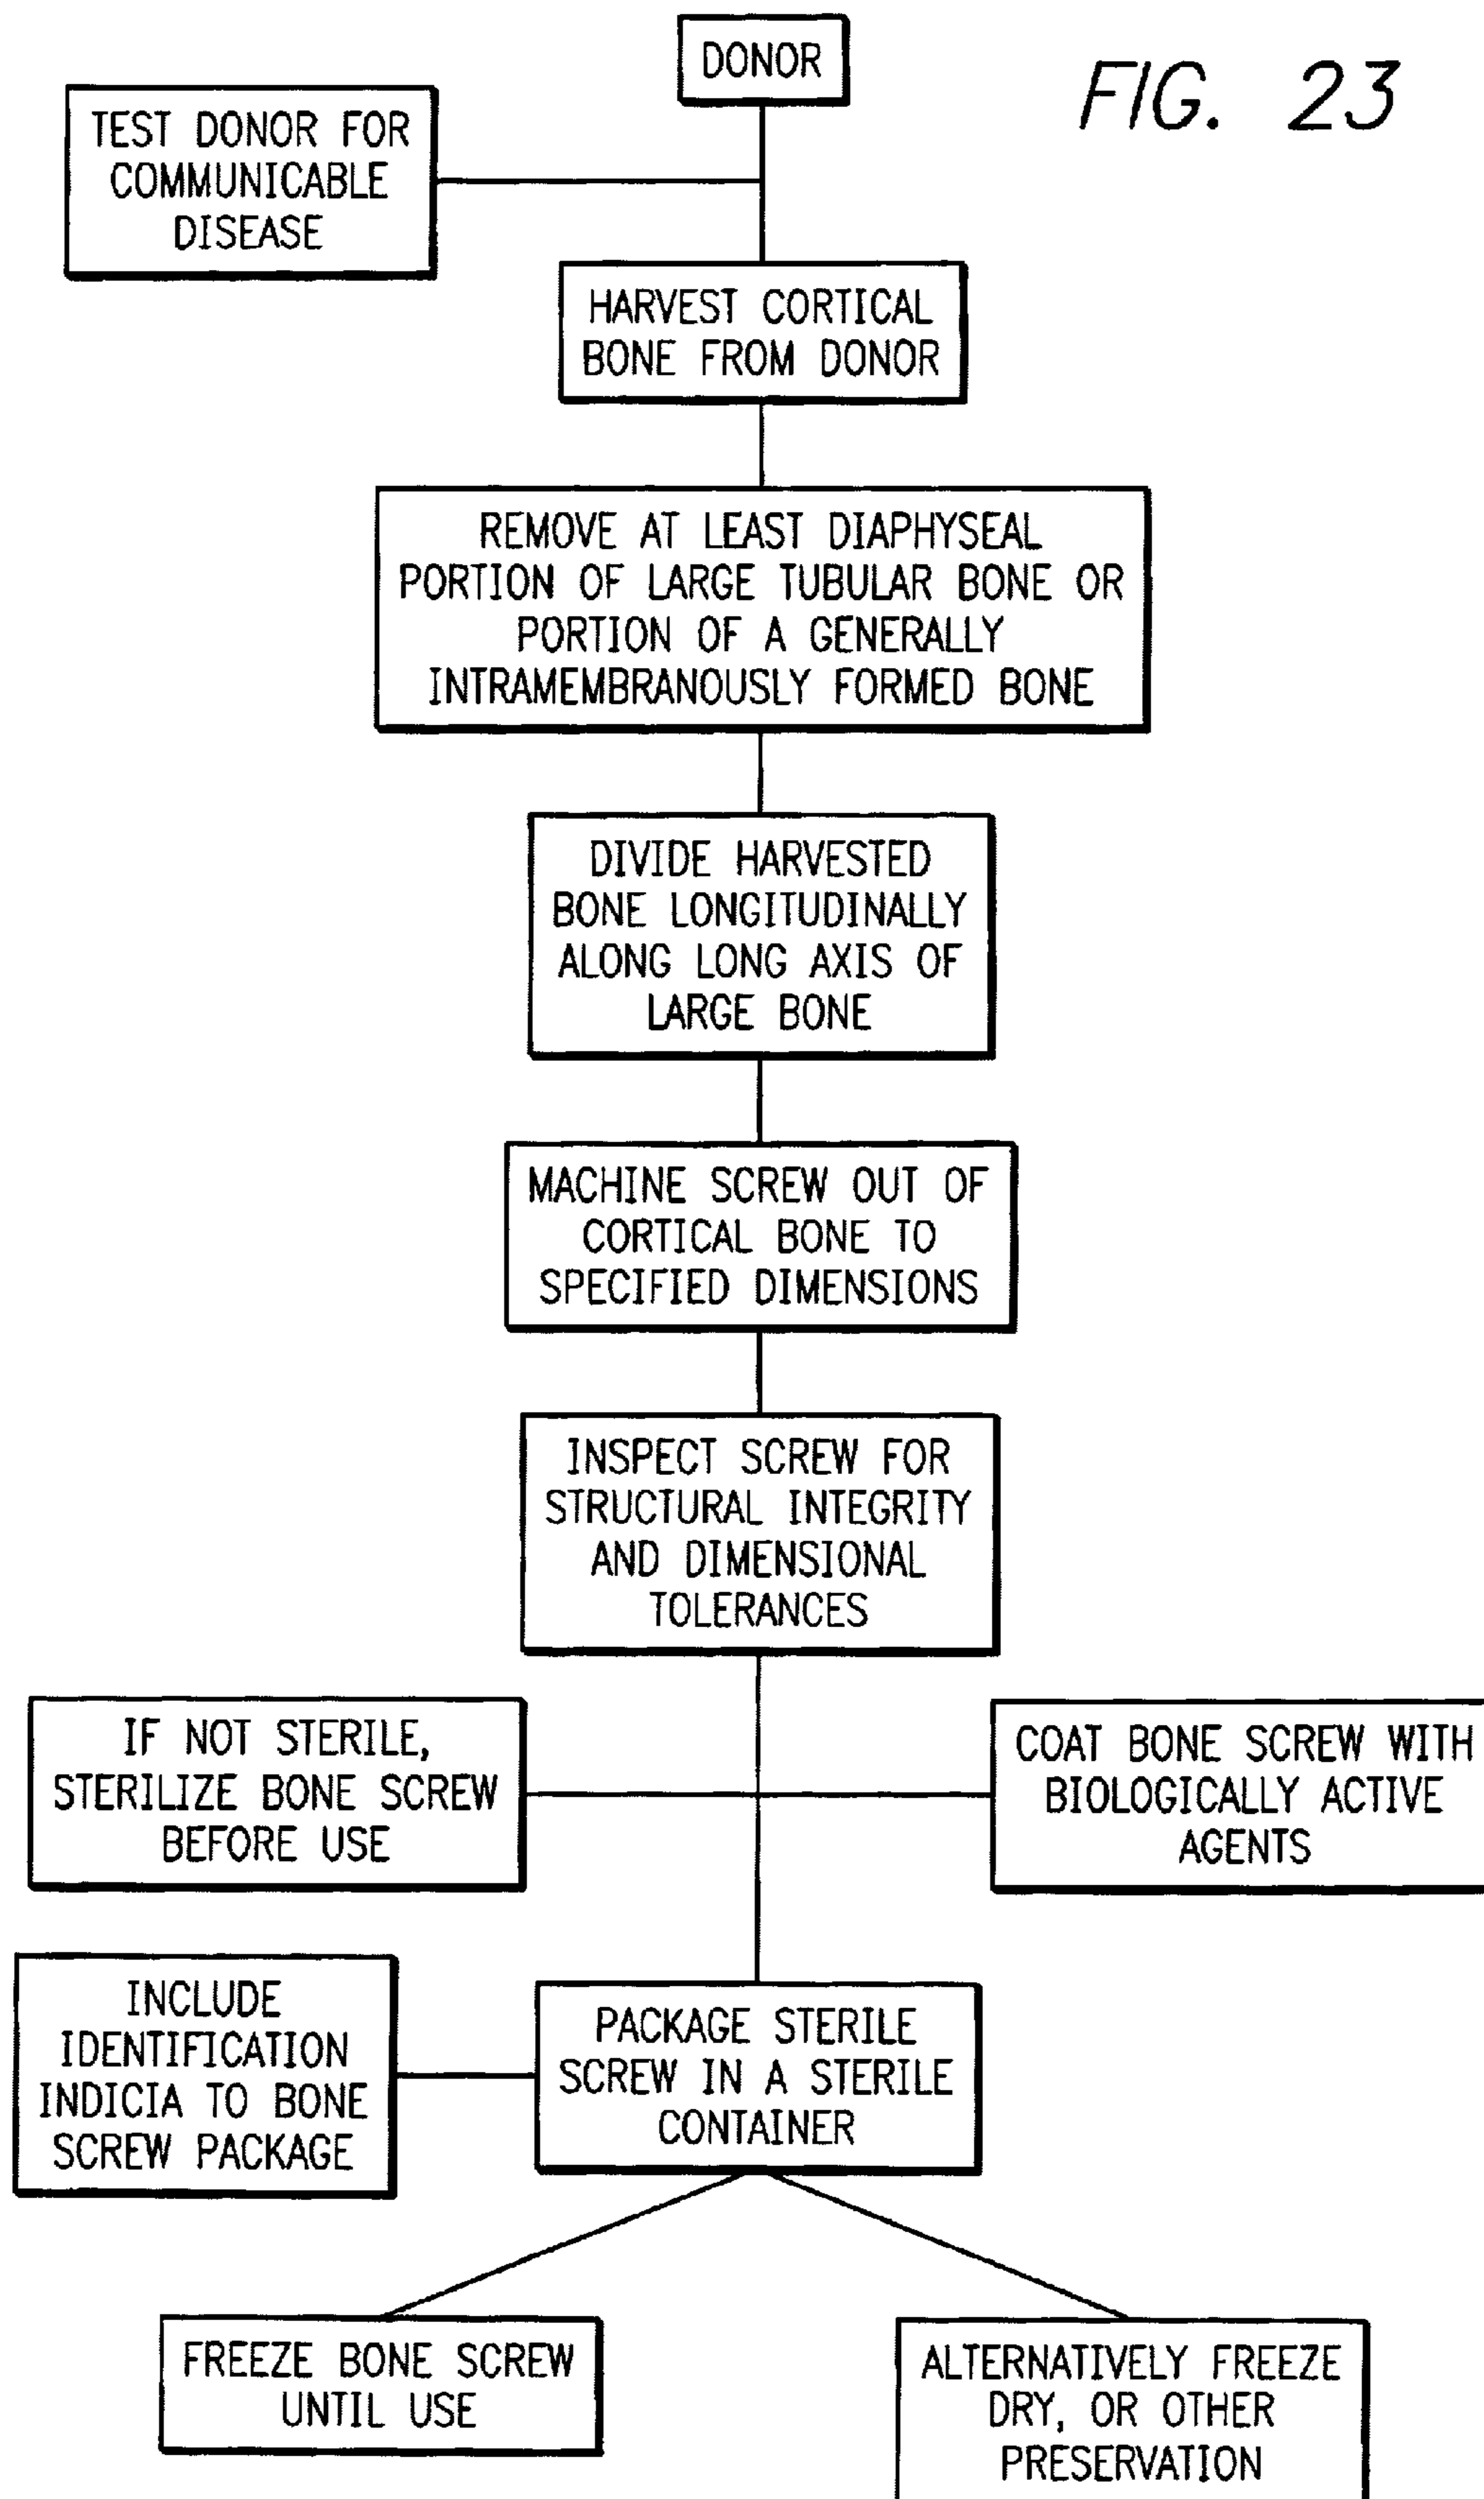 DONOR
FIG. 23
TEST DONOR FOR
COMMUNICABLE
DISEASE
HARVEST CORTICAL
BONE FROM DONOR
REMOVE AT LEAST DIAPHYSEAL
PORTION OF LARGE TUBULAR BONE OR
PORTION OF A GENERALLY
INTRAMEMBRANOUSLY FORMED BONE
DIVIDE HARVESTED
BONE LONGITUDINALLY
ALONG LONG AXIS OF
LARGE BONE
MACHINE SCREW OUT OF
CORTICAL BONE TO
SPECIFIED DIMENSIONS
INSPECT SCREW FOR
STRUCTURAL INTEGRITY
AND DIMENSIONAL
TOLERANCES
IF NOT STERILE,
STERILIZE BONE SCREW
BEFORE USE
COAT BONE SCREW WITH
BIOLOGICALLY ACTIVE
AGENTS
INCLUDE
IDENTIFICATION
INDICIA TO BONE
SCREW PACKAGE
PACKAGE STERILE
SCREW IN A STERILE
CONTAINER
FREEZE BONE SCREW
UNTIL USE
ALTERNATIVELY FREEZE
DRY, OR OTHER
PRESERVATION